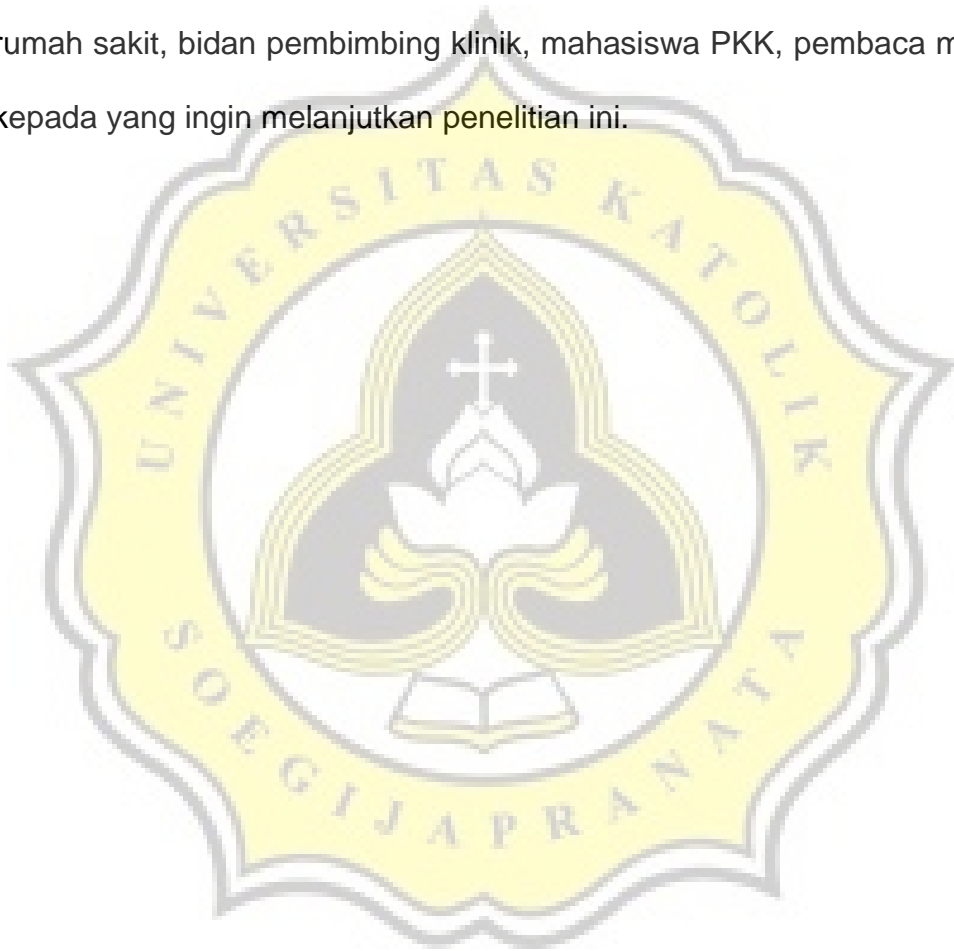 rumah sakit, bidan pembimbing klinik, mahasiswa PKK, pembaca
kepada yang ingin melanjutkan penelitian ini.
UNIVERSITAS KATOLIK
SOEGIJAPRANATA